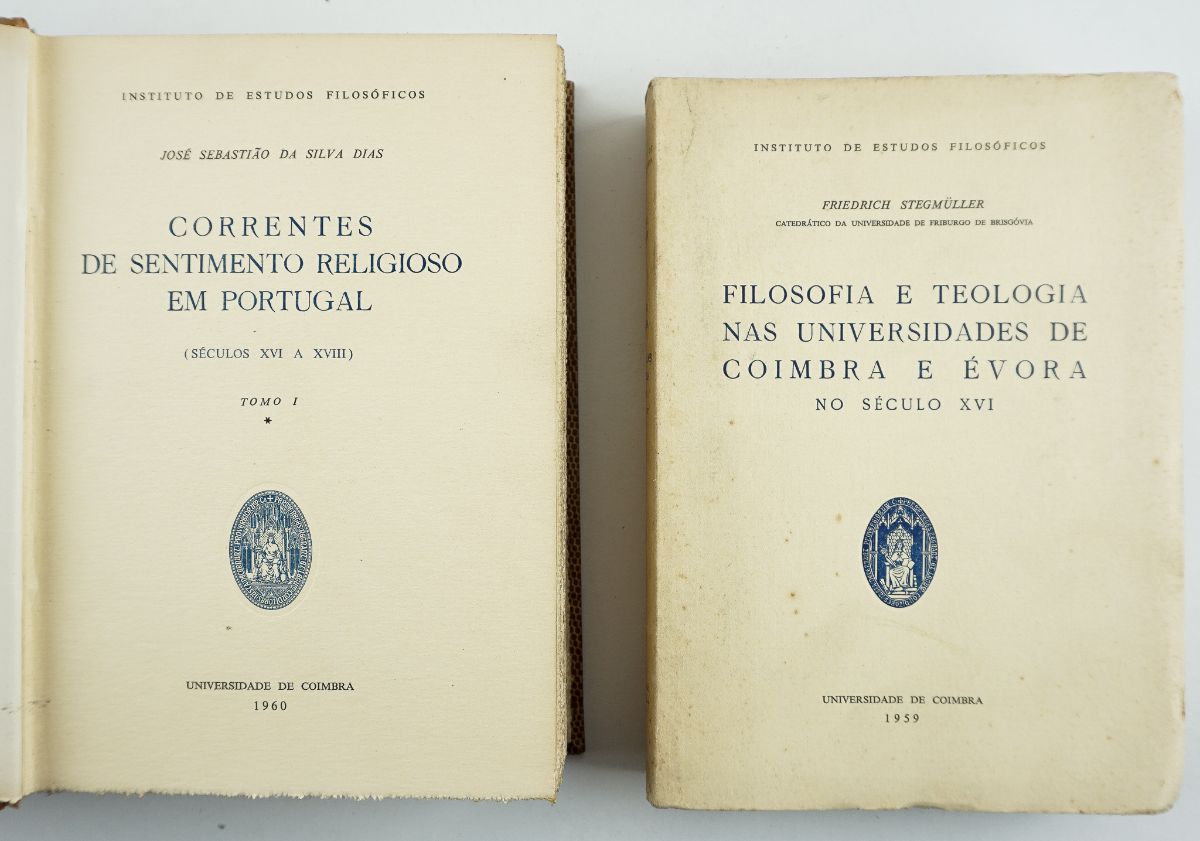 INSTITUTO DE ESTUDOS FILOSÓFICOS
JOSÉ SEBASTIÃO DA SILVA DIAS
CORRENTES
DE SENTIMENTO RELIGIOSO
EM PORTUGAL
(SÉCULOS XVI A XVIII)
TOMO I
*
UNIVERSIDADE DE COIMBRA
1960
INSTITUTO DE ESTUDOS FILOSÓFICOS
FRIEDRICH STEGMÜLLER
CATEDRÁTICO DA UNIVERSIDADE DE FRIBURGO DE BRISGÓVIA
FILOSOFIA E TEOLOGIA
NAS UNIVERSIDADES DE
COIMBRA E ÉVORA
NO SÉCULO XVI
UNIVERSIDADE DE COIMBRA
1959